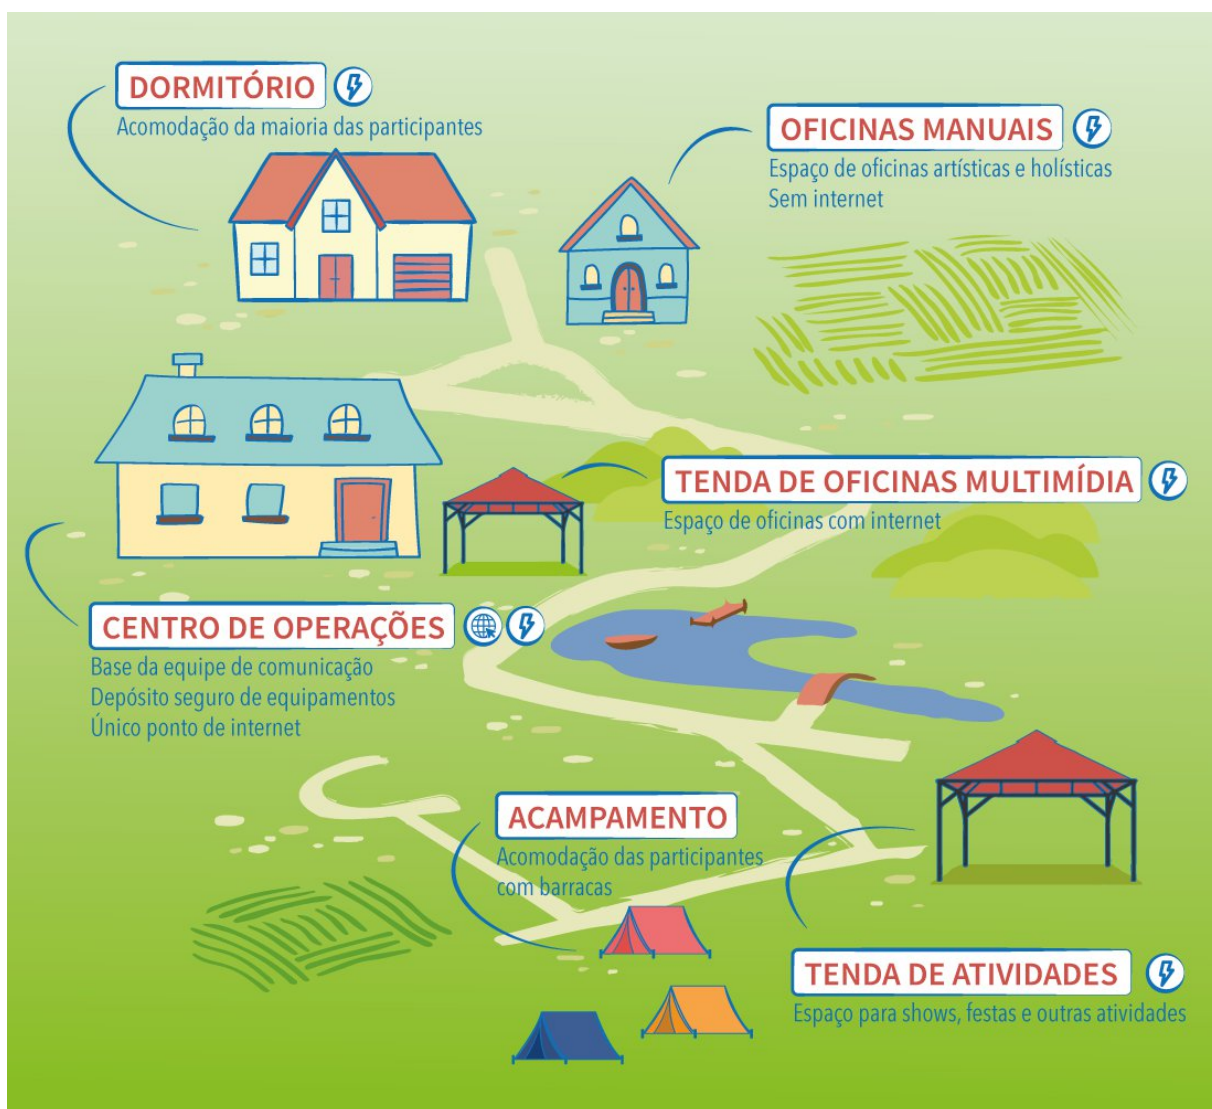 DORMITÓRIO
Acomodação da maioria das participantes
OFICINAS MANUAIS
Espaço de oficinas artísticas e holísticas
Sem internet
TENDA DE OFICINAS MULTIMÍDIA
Espaço de oficinas com internet
CENTRO DE OPERAÇÕES
Base da equipe de comunicação
Depósito seguro de equipamentos
Único ponto de internet
ACAMPAMENTO
Acomodação das participantes
com barracas
TENDA DE ATIVIDADES
Espaço para shows, festas e outras atividades